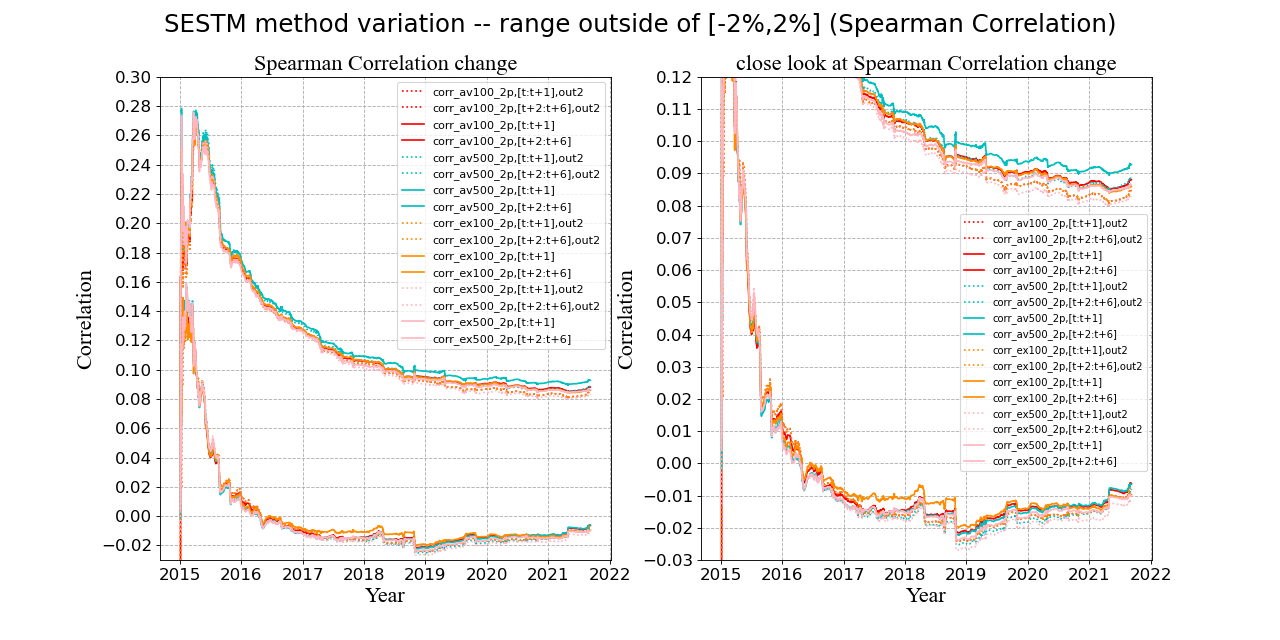 SESTM method variation -- range outside of [-2%,2%] (Spearman Correlation)
Spearman Correlation change
0.30
0.28
0.26
0.24
0.22
0.20
0.18
0.16
0.14
0.12
0.10
0.08
0.06
0.04
0.02
0.00
−0.02
Correlation
corr_av100_2p,[t:t+1],out2
corr_av100_2p,[t+2:t+6],out2
corr_av100_2p,[t:t+1]
corr_av100_2p,[t+2:t+6]
corr_av500_2p,[t:t+1],out2
corr_av500_2p,[t+2:t+6],out2
corr_av500_2p,[t:t+1]
corr_av500_2p,[t+2:t+6]
corr_ex100_2p,[t:t+1],out2
corr_ex100_2p,[t+2:t+6],out2
corr_ex100_2p,[t:t+1]
corr_ex100_2p,[t+2:t+6]
corr_ex500_2p,[t:t+1],out2
corr_ex500_2p,[t+2:t+6],out2
corr_ex500_2p,[t:t+1]
corr_ex500_2p,[t+2:t+6]
2015 2016 2017 2018 2019 2020 2021 2022
Year
close look at Spearman Correlation change
0.12
0.11
0.10
0.09
0.08
0.07
0.06
0.05
0.04
0.03
0.02
0.01
0.00
−0.01
−0.02
−0.03
Correlation
corr_av100_2p,[t:t+1],out2
corr_av100_2p,[t+2:t+6],out2
corr_av100_2p,[t:t+1]
corr_av100_2p,[t+2:t+6]
corr_av500_2p,[t:t+1],out2
corr_av500_2p,[t+2:t+6],out2
corr_av500_2p,[t:t+1]
corr_av500_2p,[t+2:t+6]
corr_ex100_2p,[t:t+1],out2
corr_ex100_2p,[t+2:t+6],out2
corr_ex100_2p,[t:t+1]
corr_ex100_2p,[t+2:t+6]
corr_ex500_2p,[t:t+1],out2
corr_ex500_2p,[t+2:t+6],out2
corr_ex500_2p,[t:t+1]
corr_ex500_2p,[t+2:t+6]
2015 2016 2017 2018 2019 2020 2021 2022
Year